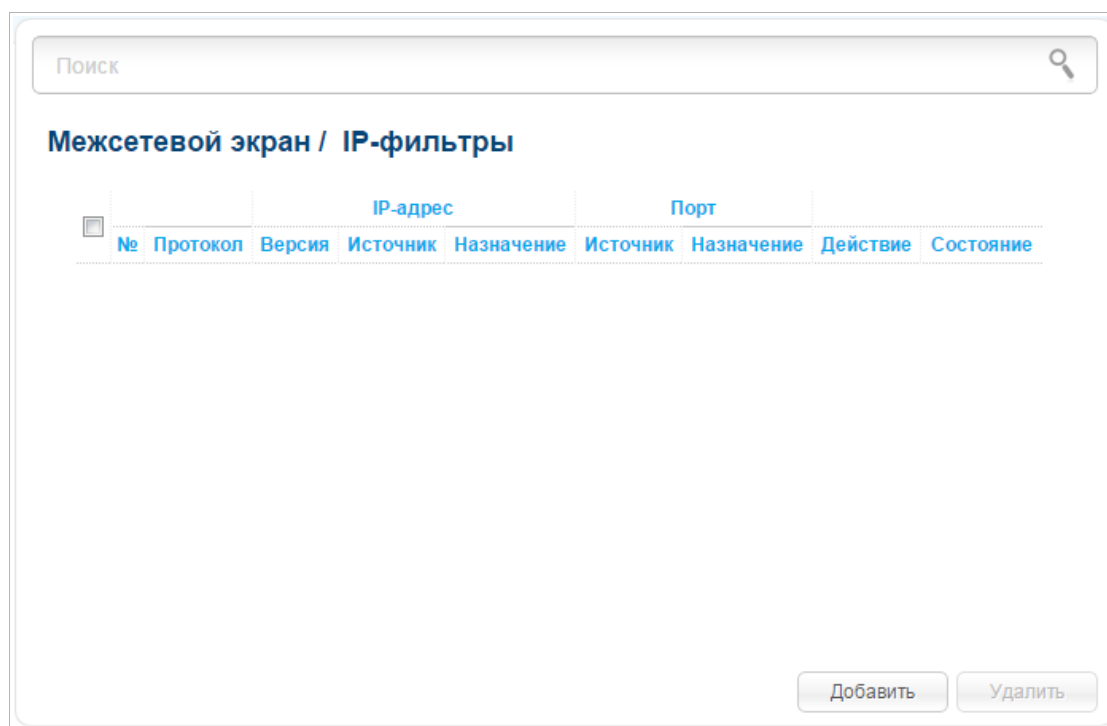 Поиск
Межсетевой экран / IP-фильтры
IP-адрес Порт
№ Протокол Версия Источник Назначение Источник Назначение Действие Состояние
Добавить Удалить